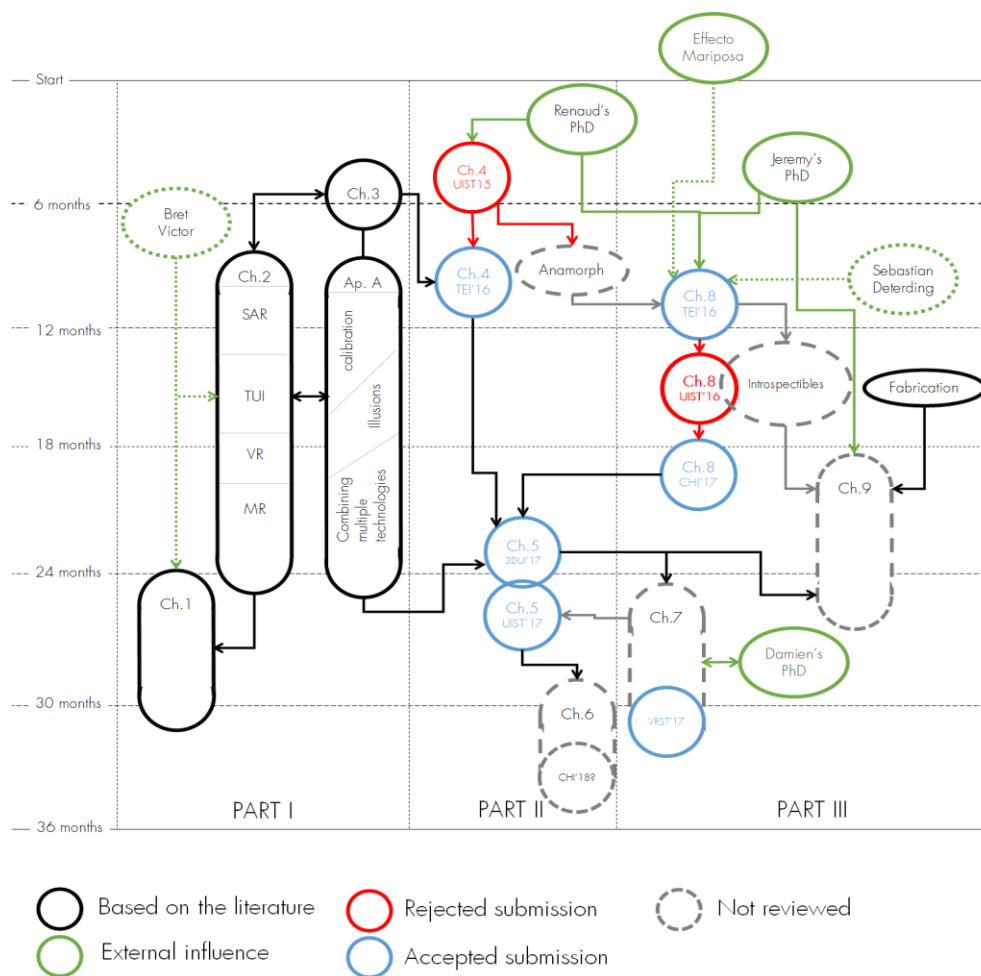 Effecto
Mariposa
Start
Renaud's
PhD
Jeremy's
PhD
Ch.4
UIST15
Ch.3
6 months
Bret
Victor
Anamorph
Ch.2
Ap. A
Ch.4
TEI'16
Ch.8
TEI'16
Sebastian
Deterding
SAR
calibration
12 months
Introspectibles
Fabrication
Ch.8
UIST'16
TUI
Illusions
18 months
VR
Ch.8
CHI'17
Ch.9
MR
Combining
multiple
technologies
Ch.5
3DUI'17
24 months
Ch.1
Ch.5
UIST'17
Ch.7
Damien's
PhD
30 months
Ch.6
VRST'17
CHI'18?
PART I
PART II
PART III
36 months
Based on the literature
Rejected submission
Not reviewed
External influence
Accepted submission